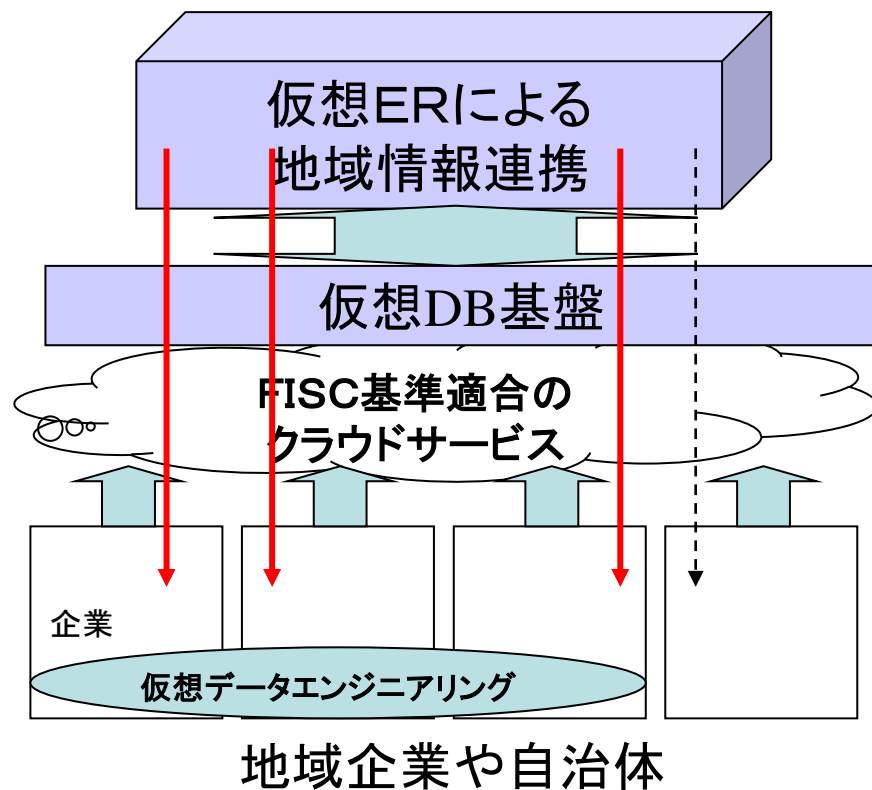 仮想ERによる
地域情報連携
仮想DB基盤
FISC基準適合の
クラウドサービス
企業
仮想データエンジニアリング
地域企業や自治体